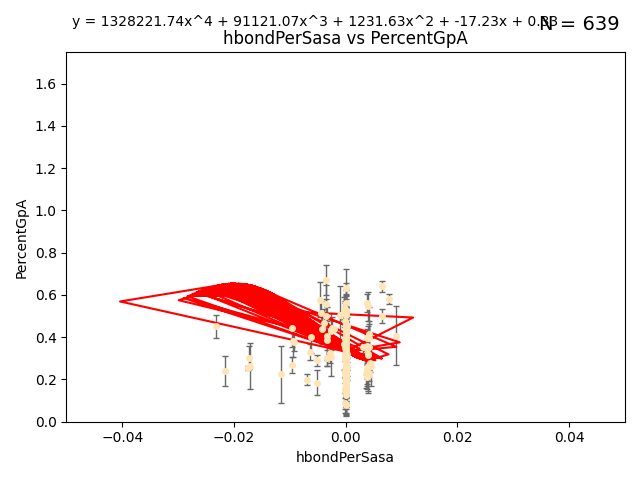 y = 1328221.74x^4 + 91121.07x^3 + 1231.63x^2 + -17.23x + 
N = 639
hbondPerSasa vs PercentGpA
1.6
1.4
1.2
1.0
0.8
0.6
0.4
0.2
0.0
PercentGpA
−0.04
−0.02
0.00
0.02
0.04
hbondPerSasa